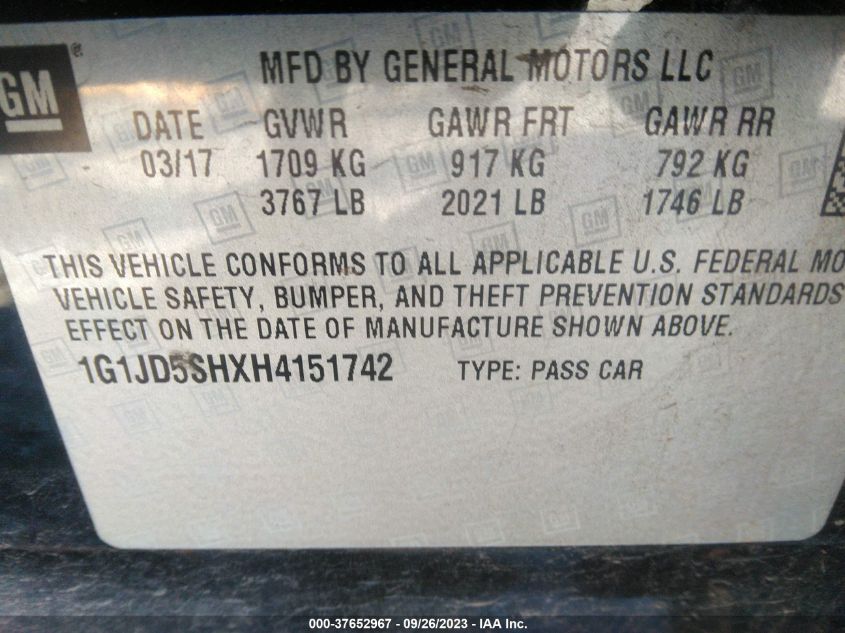 GM ®
MFD BY GENERAL MOTORS LLC
DATE GVWR GAWR FRT GAWR RR
03/17 1709 KG 917 KG 792 KG
3767 LB 2021 LB 1746 LB
THIS VEHICLE CONFORMS TO ALL APPLICABLE U.S. FEDERAL MO
VEHICLE SAFETY, BUMPER, AND THEFT PREVENTION STANDARDS
EFFECT ON THE DATE OF MANUFACTURE SHOWN ABOVE.
1G1JD5SHXH4151742 TYPE: PASS CAR
000-37652967 - 09/26/2023 - IAA Inc.